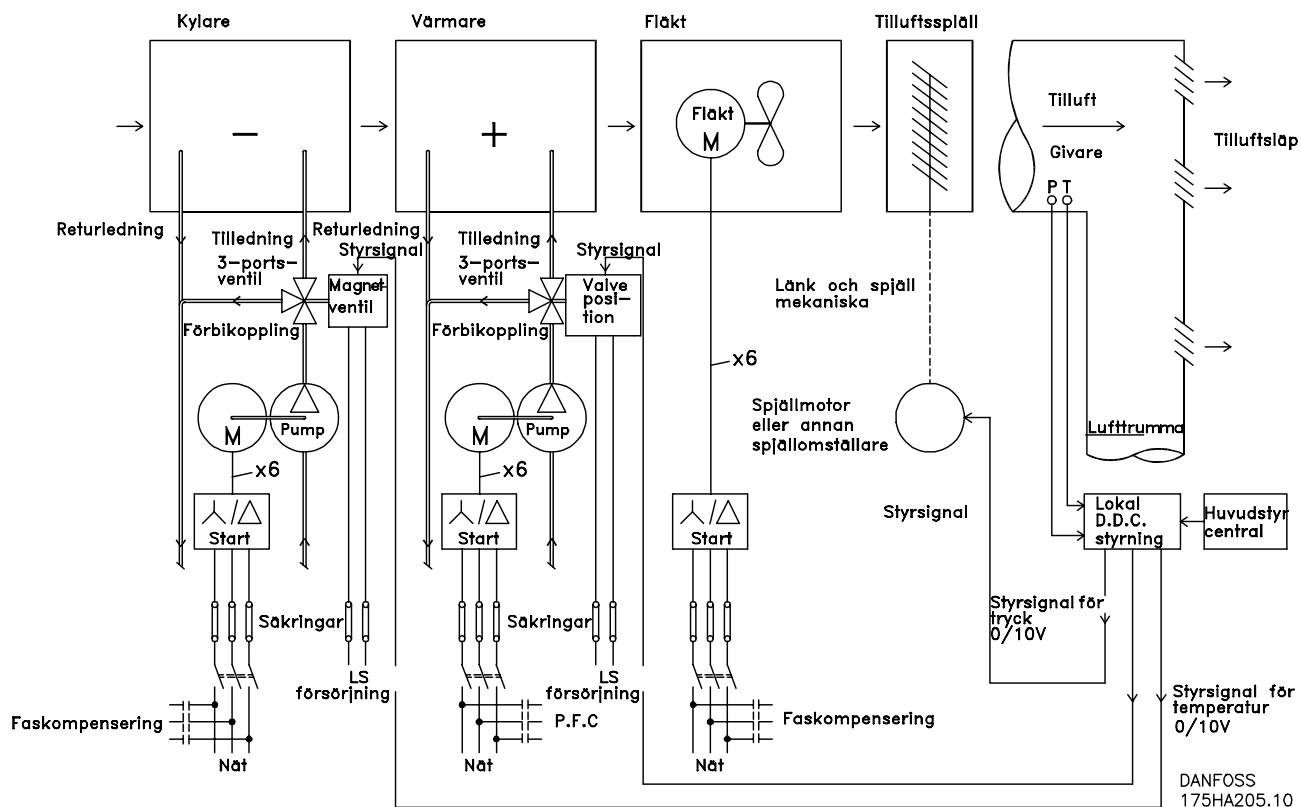 Kylare
Värmare
Fläkt
Tilluftsspläll
−
+
Fläkt
M
Tilluft
Givare
P T
Tilluftsläp
Returledning
Tilledning
3−ports−
ventil
Returledning
Styrsignal
Magnet−
ventil
Förbikoppling
Tilledning
3−ports−
ventil
Styrsignal
Valve
posi−
tion
Förbikoppling
Länk och spjäll
mekaniska
x6
M
Pump
x6
M
Pump
x6
Spjällmotor
eller annan
spjällomställare
Lufttrumma
Start
Start
Start
Styrsignal
Lokal
D.D.C.
styrning
Huvudstyr
central
Säkringar
Säkringar
Styrsignal för
tryck
0/10V
LS
försörjning
LS
försörjning
Faskompensering
P.F.C
Faskompensering
Styrsignal för
temperatur
0/10V
Nät
Nät
Nät
DANFOSS
175HA205.10